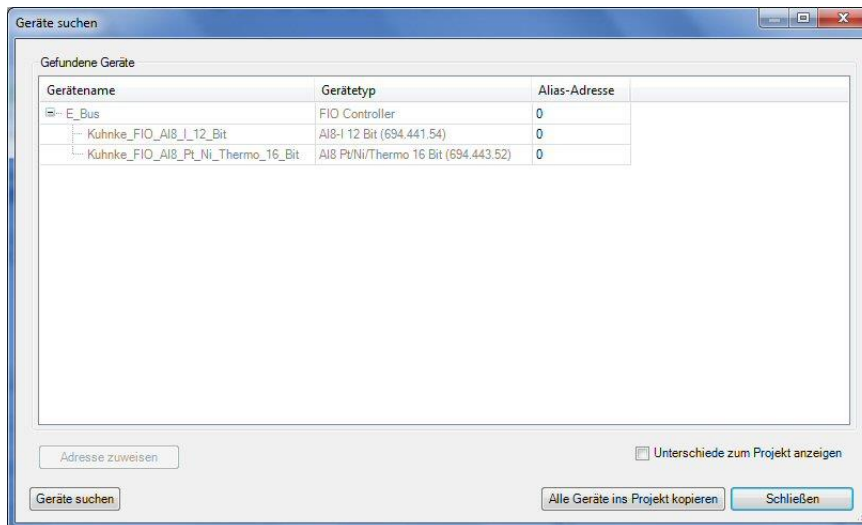 Geräte suchen
Gefundene Geräte
Gerätename Gerätetyp Alias-Adresse
E_Bus FIO Controller 0
Kuhnke_FIO_AI8_I_12_Bit AI8-I 12 Bit (694.441.54) 0
Kuhnke_FIO_AI8_Pt_Ni_Thermo_16_Bit AI8 Pt/Ni/Thermo 16 Bit (694.443.52) 0
Adresse zuweisen Unterschiede zum Projekt anzeigen
Geräte suchen Alle Geräte ins Projekt kopieren Schließen